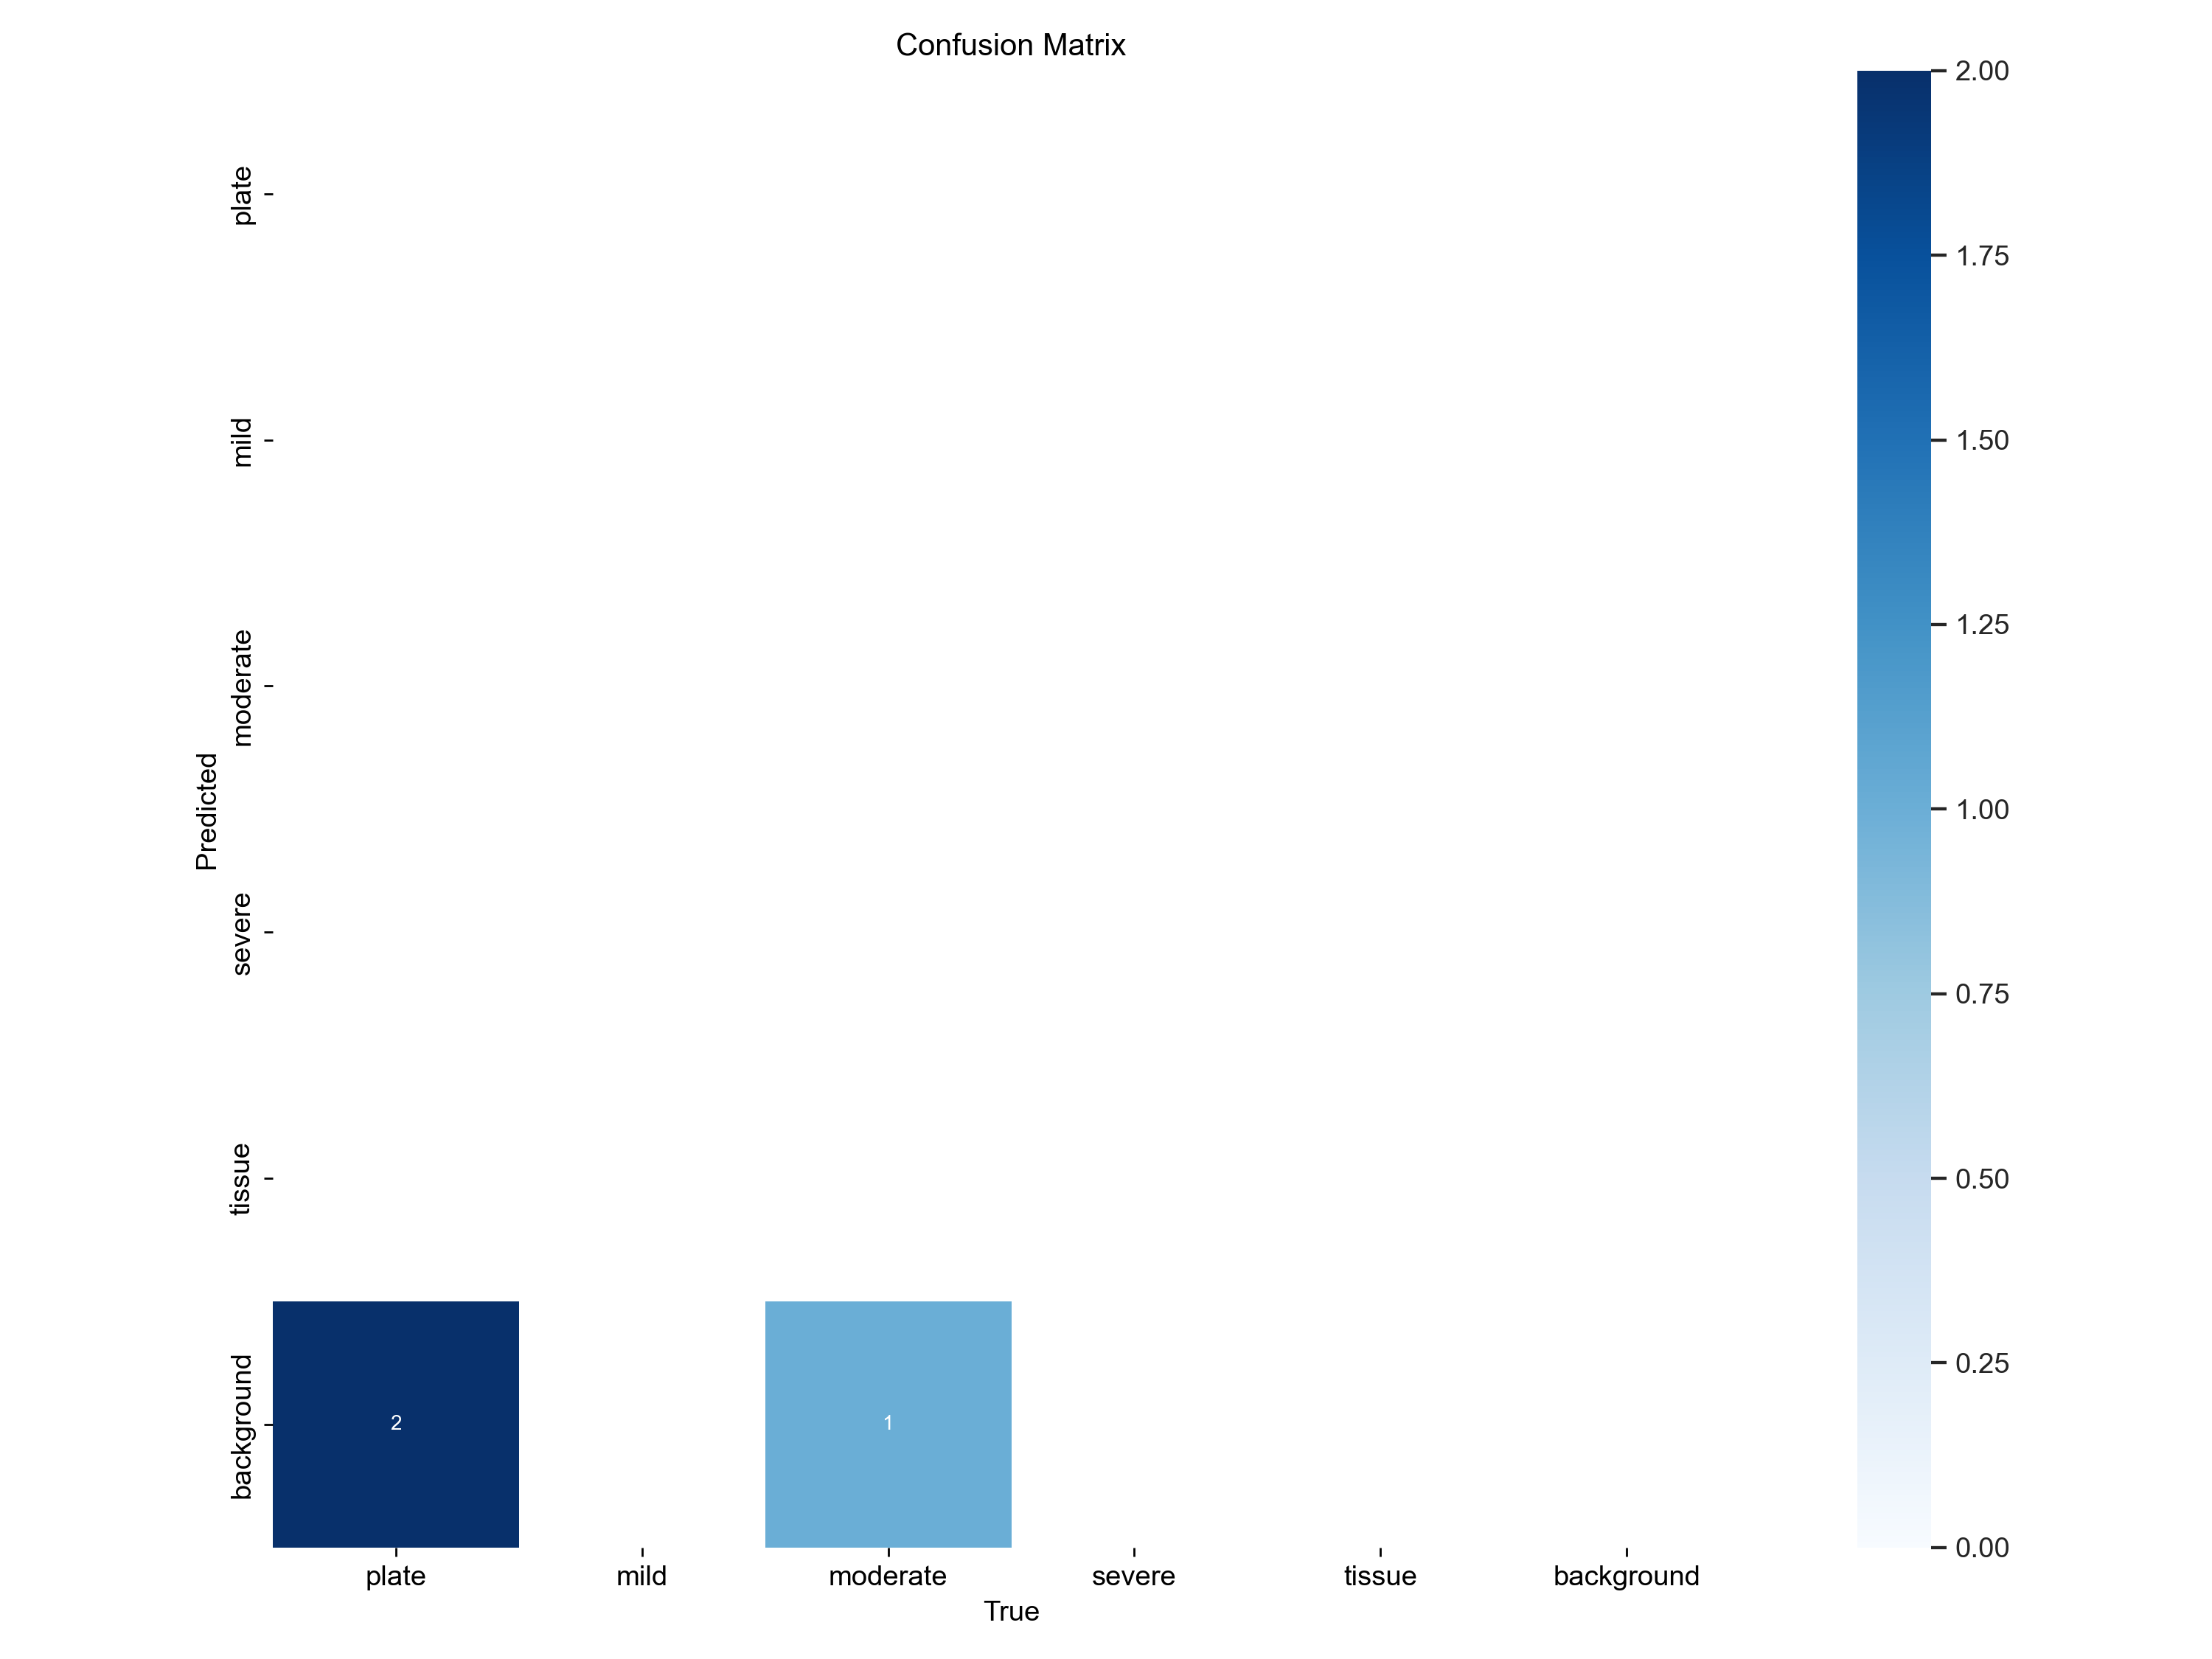 Confusion Matrix
2.00
1.75
1.50
1.25
1.00
0.75
0.50
0.25
0.00
Predicted
plate
mild
moderate
severe
tissue
background
2
1
plate mild moderate severe tissue background
True